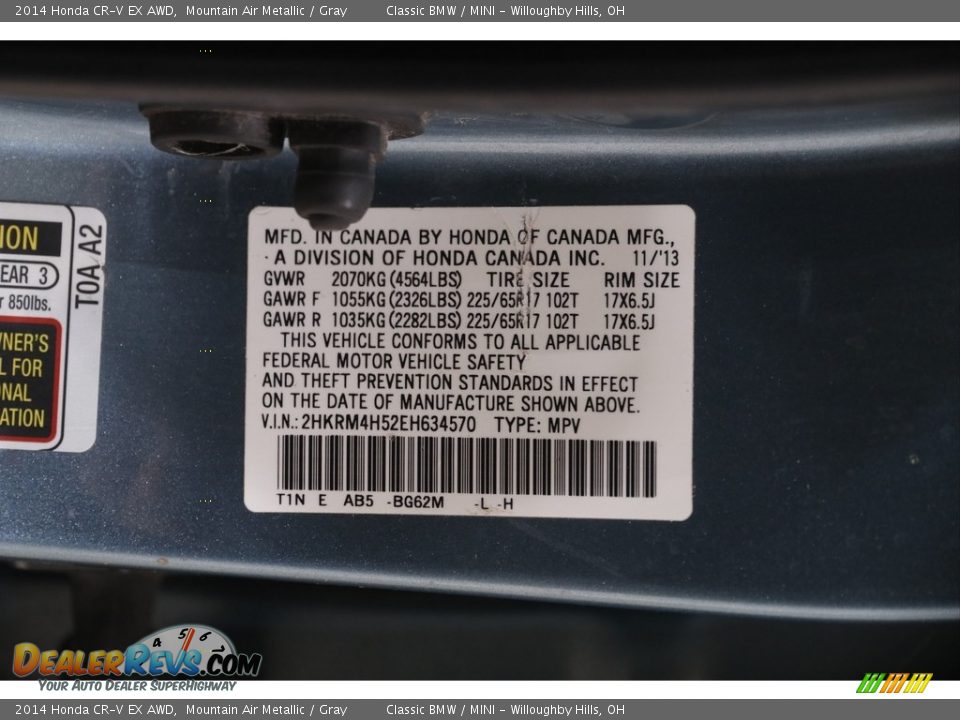 2014 Honda CR-V EX AWD, Mountain Air Metallic / Gray Classic BMW / MINI - Willoughby Hills, OH
ION
EAR 3
r 850lbs.
NER'S
L FOR
NAL
ATION
T0A A2
MFD. IN CANADA BY HONDA OF CANADA MFG.,
A DIVISION OF HONDA CANADA INC. 11/'13
GVWR 2070KG (4564LBS) TIRE SIZE RIM SIZE
GAWR F 1055KG (2326LBS) 225/65R17 102T 17X6.5J
GAWR R 1035KG (2282LBS) 225/65R17 102T 17X6.5J
THIS VEHICLE CONFORMS TO ALL APPLICABLE
FEDERAL MOTOR VEHICLE SAFETY
AND THEFT PREVENTION STANDARDS IN EFFECT
ON THE DATE OF MANUFACTURE SHOWN ABOVE.
V.I.N.: 2HKRM4H52EH634570 TYPE: MPV
T1N E AB5 -BG62M -L -H
4 5 6
DEALERREVS.COM
YOUR AUTO DEALER SUPERHIGHWAY
2014 Honda CR-V EX AWD, Mountain Air Metallic / Gray Classic BMW / MINI - Willoughby Hills, OH